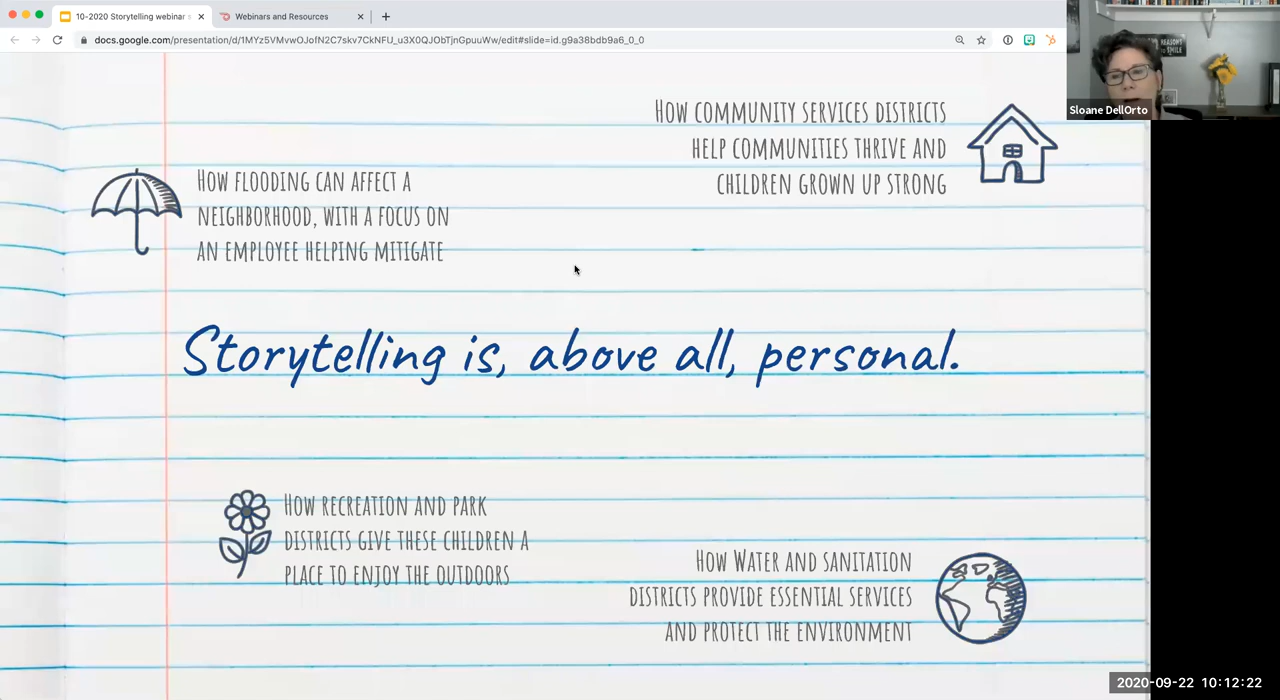 10-2020 Storytelling webinar
Webinars and Resources
docs.google.com/presentation/d/1MYz5VMvwOJofN2C7skv7CkNFU_u3X0QJObTjnGpuuWw/edit#slide=id.g9a38bdb9a6_0_0
Sloane DellOrto
How community services districts
help communities thrive and
children grown up strong
How flooding can affect a
neighborhood, with a focus on
an employee helping mitigate
Storytelling is, above all, personal.
How recreation and park
districts give these children a
place to enjoy the outdoors
How Water and sanitation
districts provide essential services
and protect the environment
2020-09-22 10:12:22